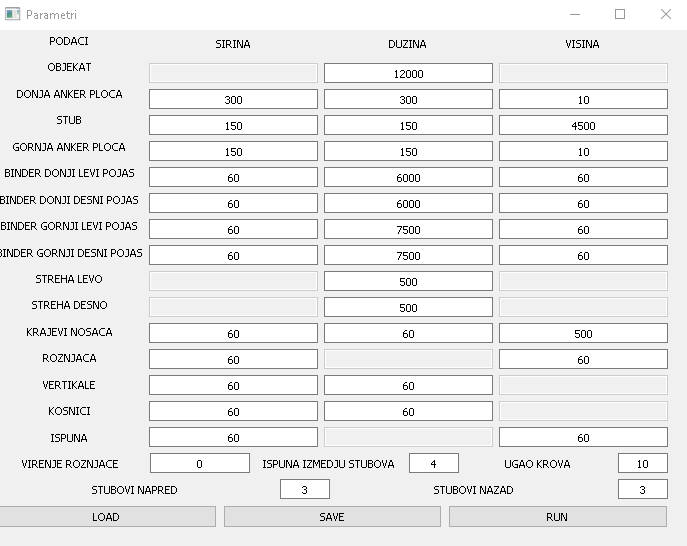 Parametri
PODACI SIRINA DUZINA VISINA
OBJEKAT 12000
DONJA ANKER PLOCA 300 300 10
STUB 150 150 4500
GORNJA ANKER PLOCA 150 150 10
BINDER DONJI LEVI POJAS 60 6000 60
BINDER DONJI DESNI POJAS 60 6000 60
BINDER GORNJI LEVI POJAS 60 7500 60
BINDER GORNJI DESNI POJAS 60 7500 60
STREHA LEVO 500
STREHA DESNO 500
KRAJEVI NOSACA 60 60 500
ROZNJACA 60 60
VERTIKALE 60 60
KOSNICI 60 60
ISPUNA 60 60
VIRENJE ROZNJACE 0 ISPUNA IZMEDJU STUBOVA 4 UGAO KROVA 10
STUBOVI NAPRED 3 STUBOVI NAZAD 3
LOAD SAVE RUN